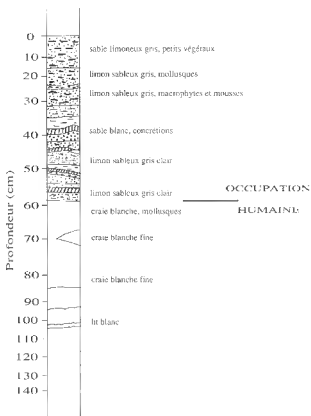 0
sable limoneux gris, petits végétaux
10
limon sableux gris, mollusques
20
limon sableux gris, macrophytes et mousses
30
sable blanc, concrétions
40
limon sableux gris clair
50
limon sableux gris clair
OCCUPATION
60
craie blanche, mollusques
HUMAINE
70
craie blanche fine
80
craie blanche fine
90
100
lit blanc
110
120
130
140
Profondeur (cm)